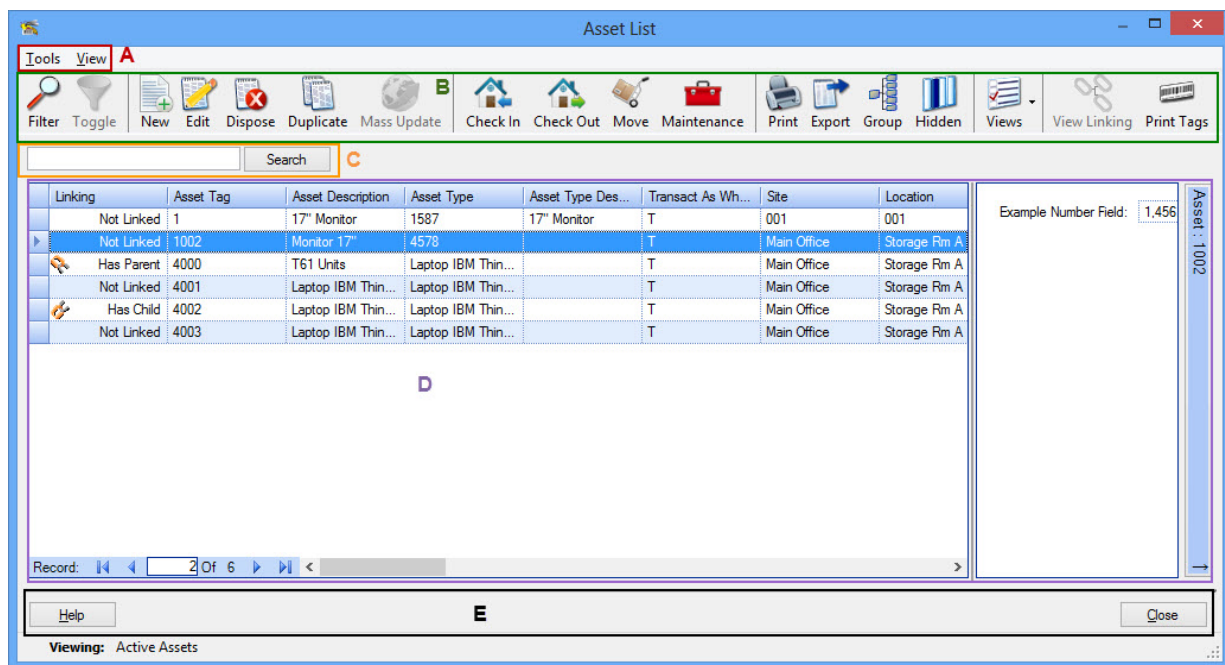 Asset List
Tools View A
B
Filter Toggle New Edit Dispose Duplicate Mass Update Check In Check Out Move Maintenance Print Export Group Hidden Views View Linking Print Tags
Search C
Linking Asset Tag Asset Description Asset Type Asset Type Des... Transact As Wh... Site Location
Not Linked 1 17" Monitor 1587 17" Monitor T 001 001
Not Linked 1002 Monitor 17" 4578 T Main Office Storage Rm A
Has Parent 4000 T61 Units Laptop IBM Thin... T Main Office Storage Rm A
Not Linked 4001 Laptop IBM Thin... Laptop IBM Thin... T Main Office Storage Rm A
Has Child 4002 Laptop IBM Thin... Laptop IBM Thin... T Main Office Storage Rm A
Not Linked 4003 Laptop IBM Thin... Laptop IBM Thin... T Main Office Storage Rm A
D
Record: 2 Of 6
Example Number Field: 1,456
Asset : 1002
Help E Close
Viewing: Active Assets